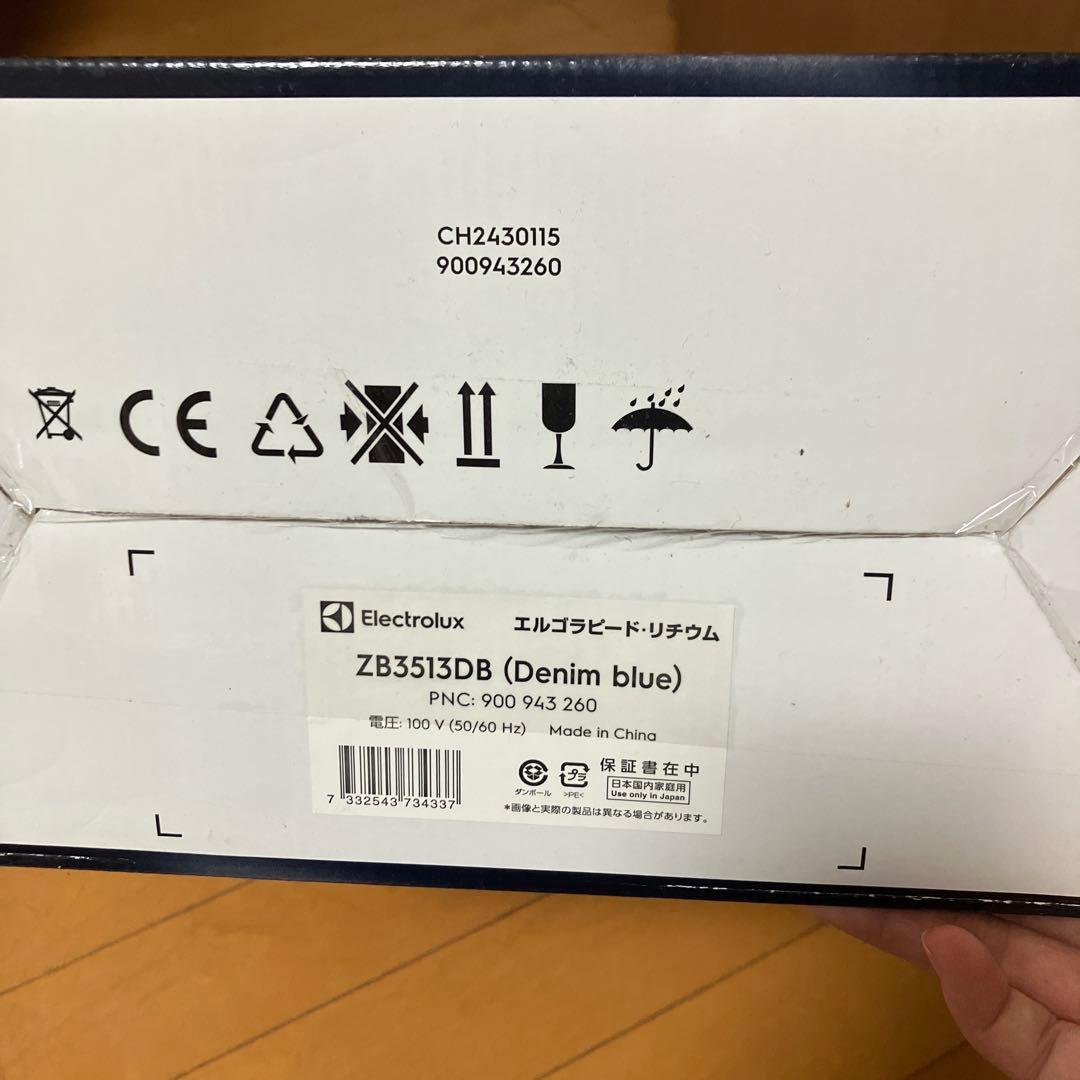 CH2430115
900943260
CE
Electrolux エルゴラピード・リチウム
ZB3513DB (Denim blue)
PNC: 900 943 260
電圧: 100 V (50/60 Hz) Made in China
7 332543 734337
ダンボール
プラ
>PE<
保証書在中
日本国内家庭用
Use only in Japan
*画像と実際の製品は異なる場合があります。